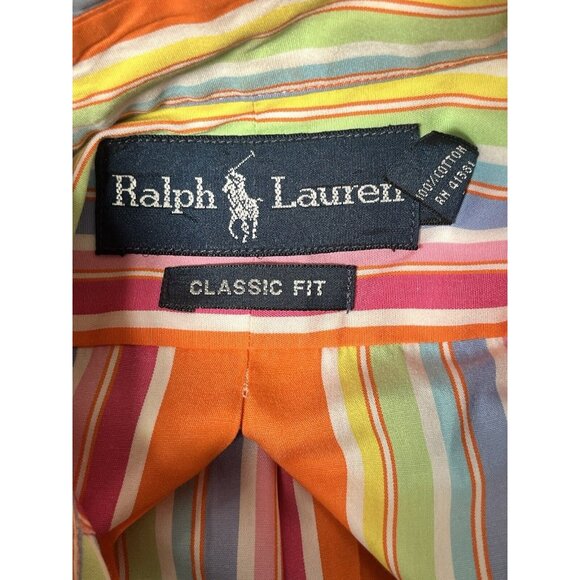 Ralph Lauren
100% COTTON
RN 41381
CLASSIC FIT